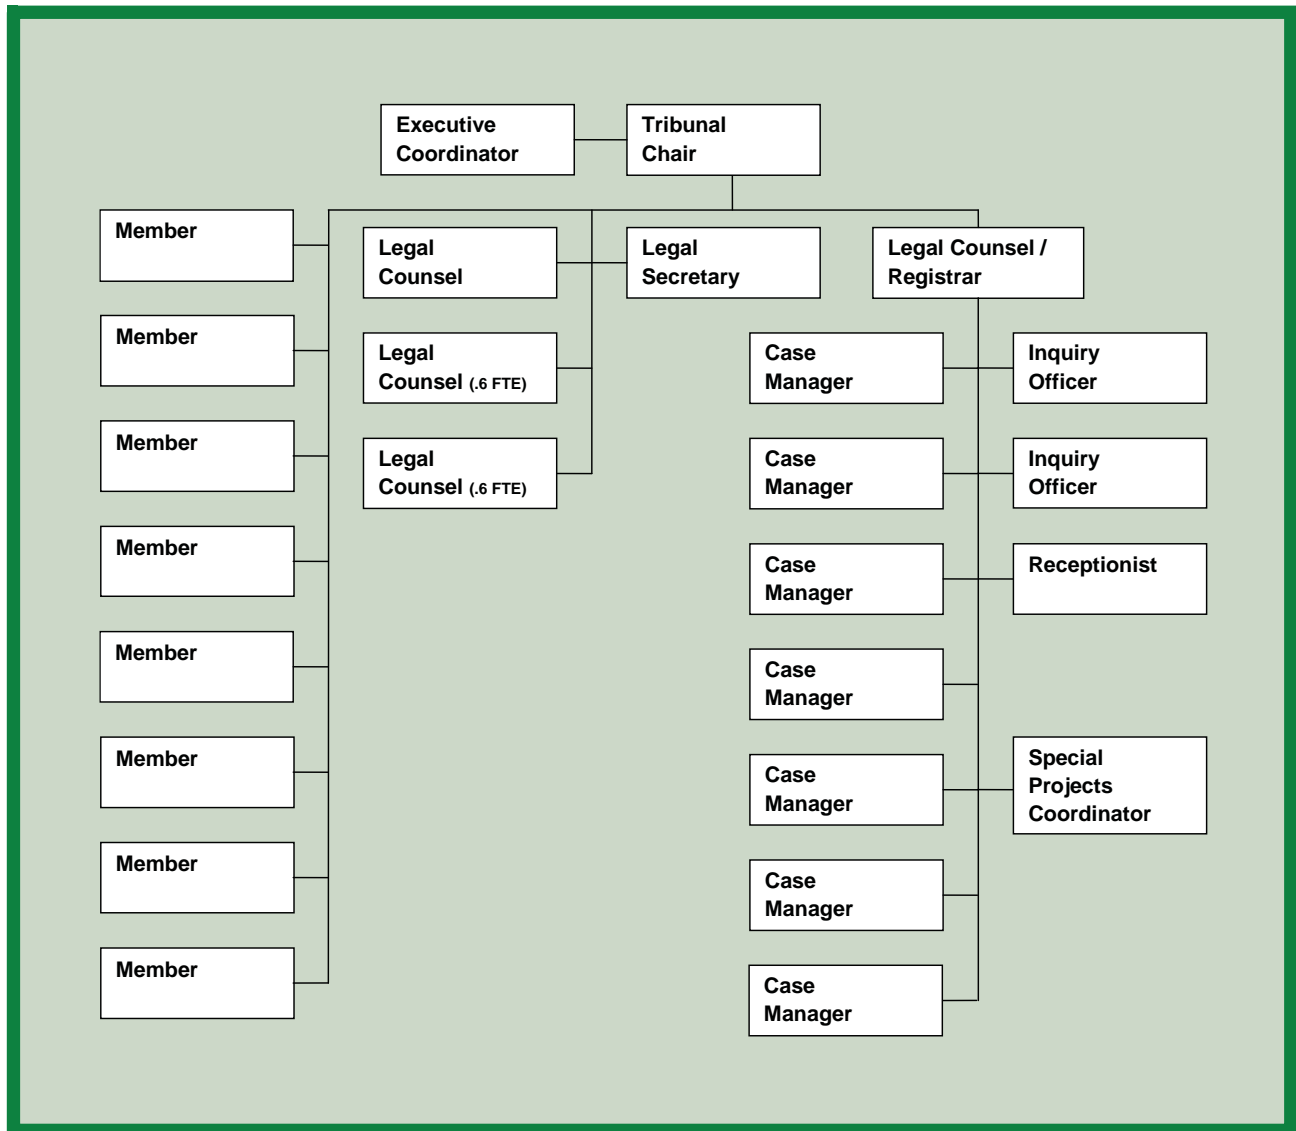 Executive
Coordinator
Tribunal
Chair
Member
Member
Member
Member
Member
Member
Member
Member
Legal
Counsel
Legal
Secretary
Legal
Counsel (.6 FTE)
Legal
Counsel (.6 FTE)
Legal Counsel /
Registrar
Case
Manager
Inquiry
Officer
Case
Manager
Inquiry
Officer
Case
Manager
Receptionist
Case
Manager
Case
Manager
Special
Projects
Coordinator
Case
Manager
Case
Manager